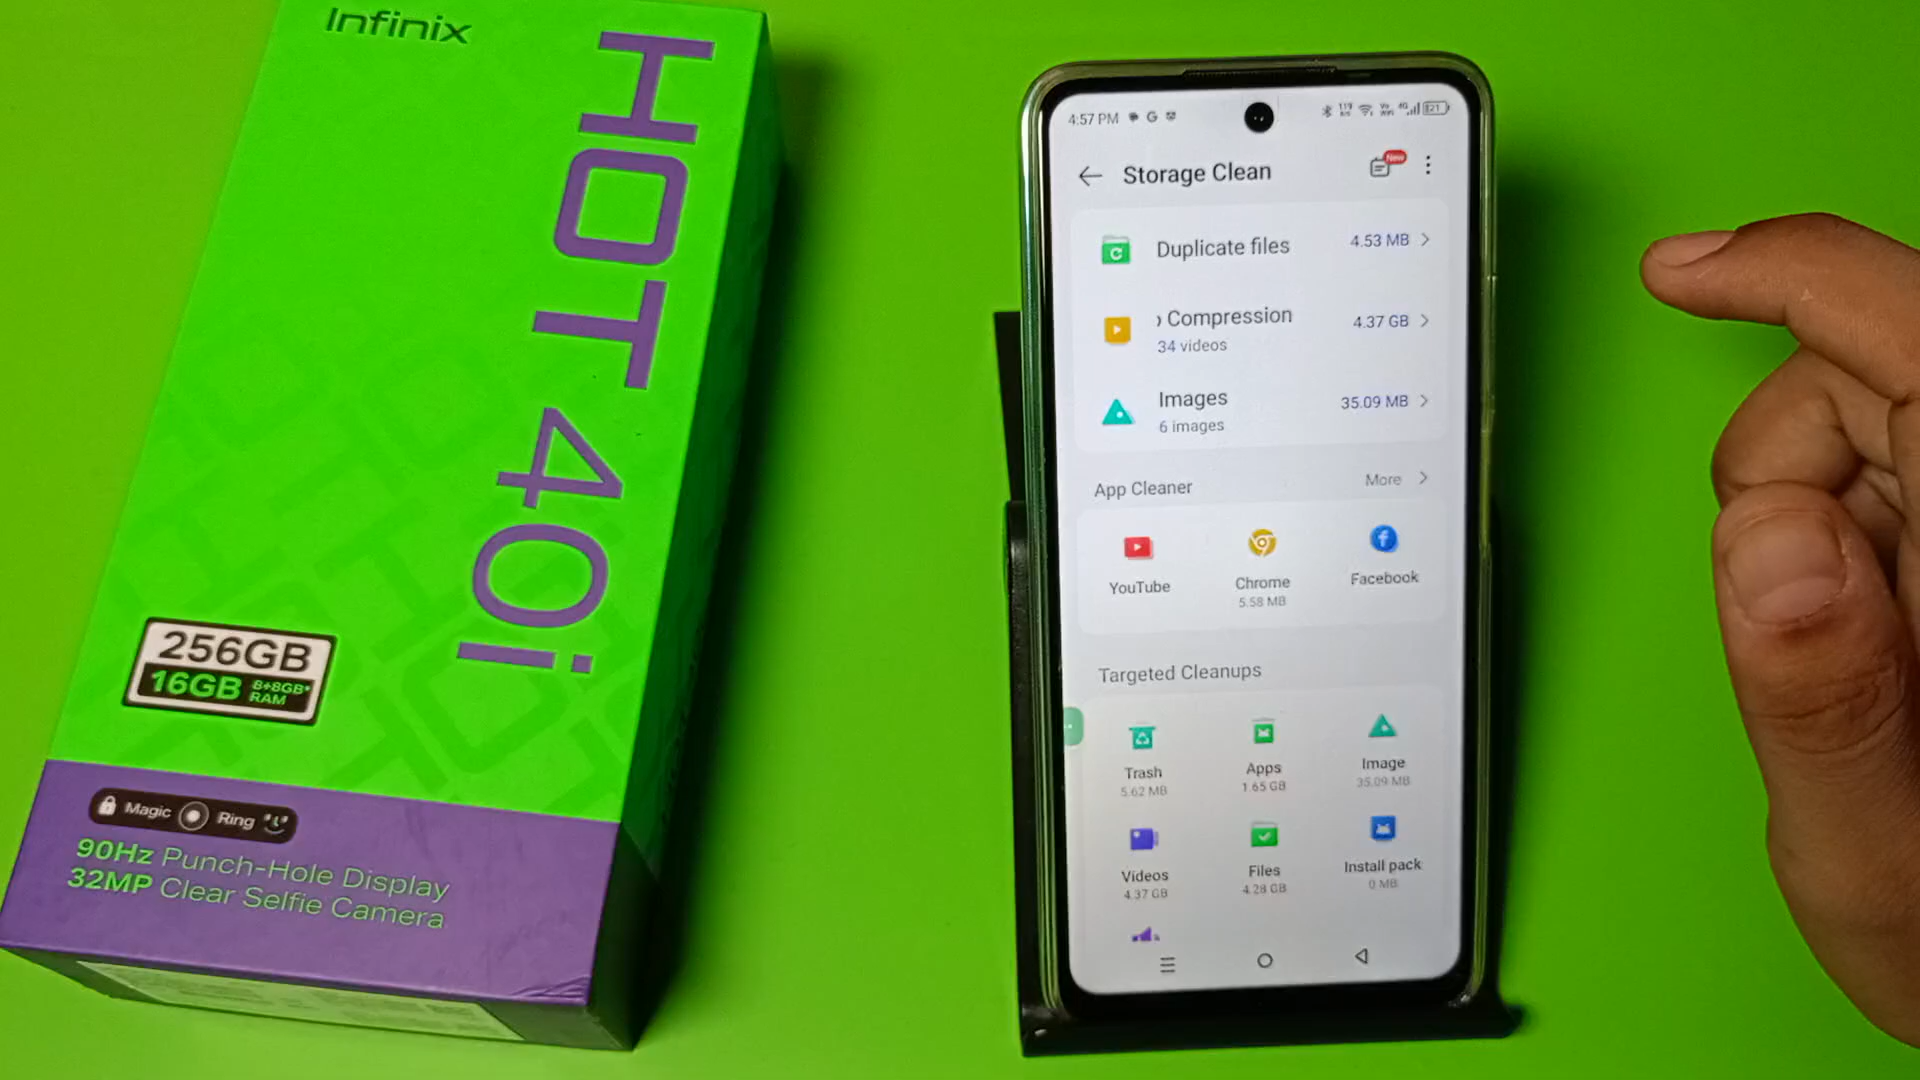 Infinix
HOT 40i
256GB
16GB 8+8GB*
RAM
Magic Ring
90Hz Punch-Hole Display
32MP Clear Selfie Camera
4:57 PM
G
21
Storage Clean
New
Duplicate files
4.53 MB
Compression
34 videos
4.37 GB
Images
6 images
35.09 MB
App Cleaner
More
YouTube
Chrome
5.58 MB
Facebook
Targeted Cleanups
Trash
5.62 MB
Apps
1.65 GB
Image
35.09 MB
Videos
4.37 GB
Files
4.28 GB
Install pack
0 MB